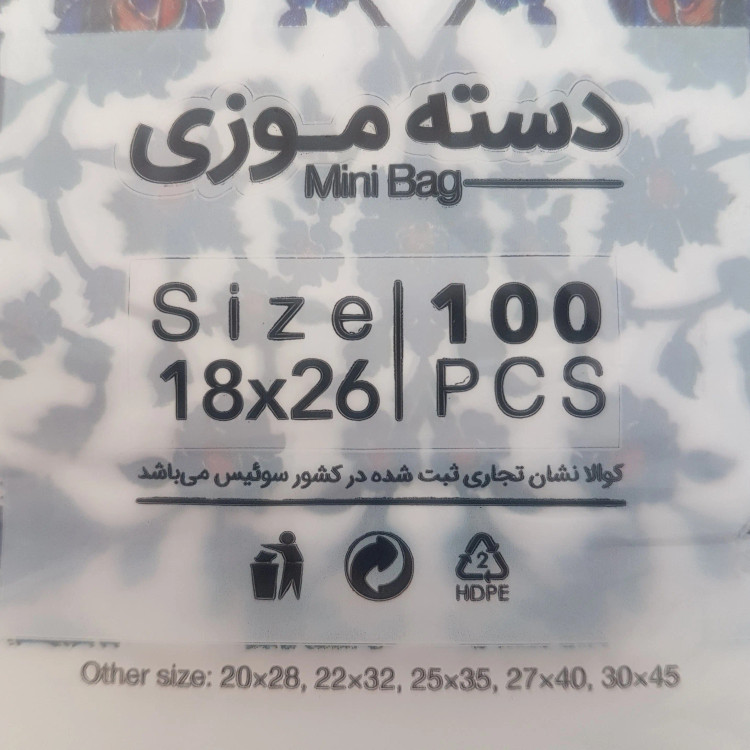 دسته موزی
Mini Bag
Size
18x26
100
PCS
کوالا نشان تجاری ثبت شده در کشور سوئیس می‌باشد
2
HDPE
Other size: 20x28, 22x32, 25x35, 27x40, 30x45